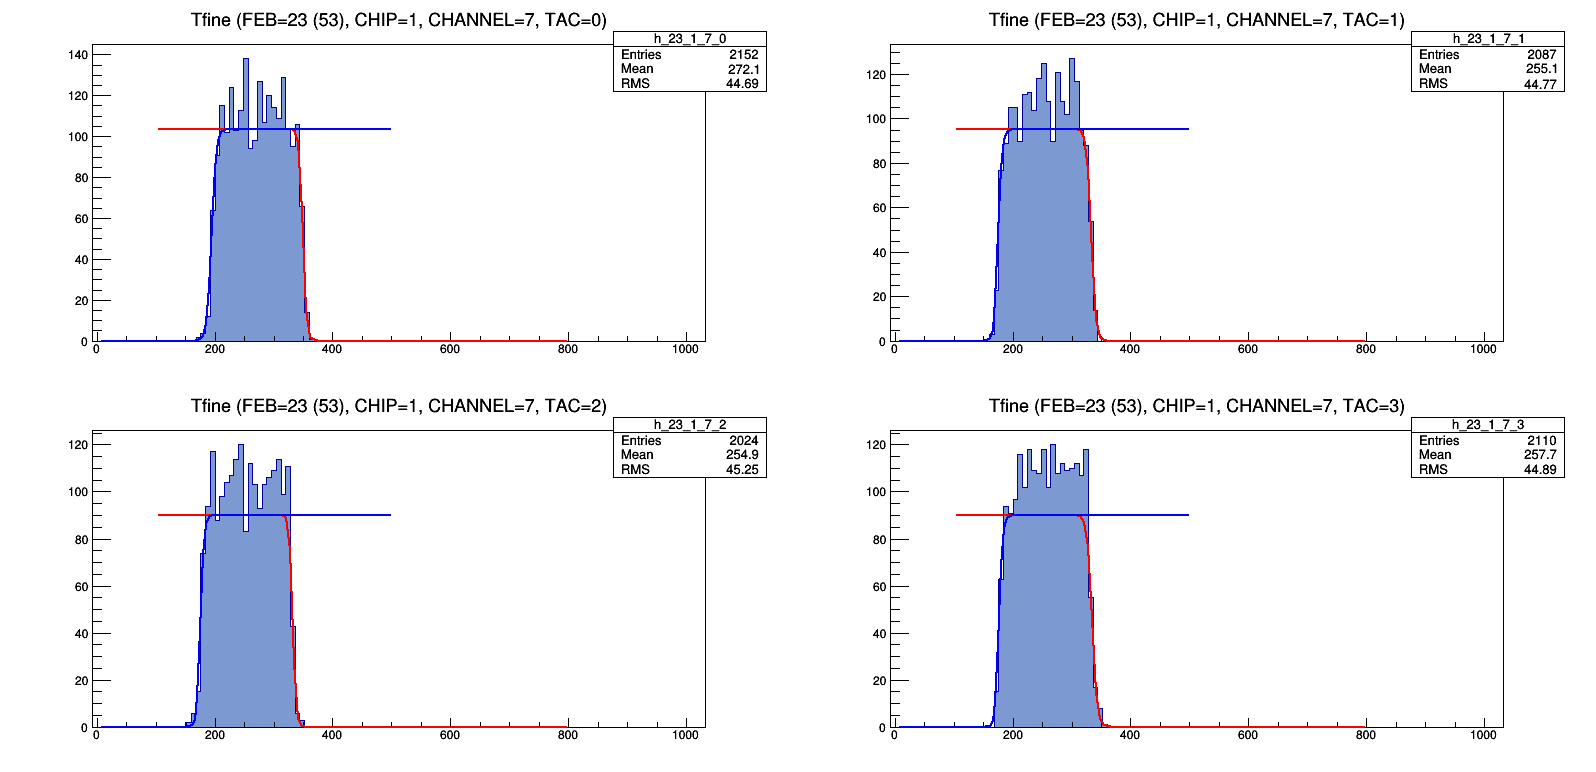 Tfine (FEB=23 (53), CHIP=1, CHANNEL=7, TAC=0)
h_23_1_7_0
Entries 2152
Mean 272.1
RMS 44.69
140
120
100
80
60
40
20
0
0 200 400 600 800 1000
Tfine (FEB=23 (53), CHIP=1, CHANNEL=7, TAC=1)
h_23_1_7_1
Entries 2087
Mean 255.1
RMS 44.77
120
100
80
60
40
20
0
0 200 400 600 800 1000
Tfine (FEB=23 (53), CHIP=1, CHANNEL=7, TAC=2)
h_23_1_7_2
Entries 2024
Mean 254.9
RMS 45.25
120
100
80
60
40
20
0
0 200 400 600 800 1000
Tfine (FEB=23 (53), CHIP=1, CHANNEL=7, TAC=3)
h_23_1_7_3
Entries 2110
Mean 257.7
RMS 44.89
120
100
80
60
40
20
0
0 200 400 600 800 1000